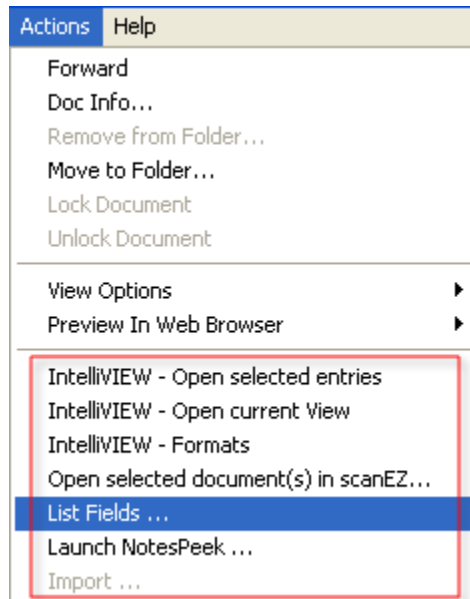 Actions Help
Forward
Doc Info...
Remove from Folder...
Move to Folder...
Lock Document
Unlock Document
View Options
Preview In Web Browser
IntelliVIEW - Open selected entries
IntelliVIEW - Open current View
IntelliVIEW - Formats
Open selected document(s) in scanEZ...
List Fields ...
Launch NotesPeek ...
Import ...